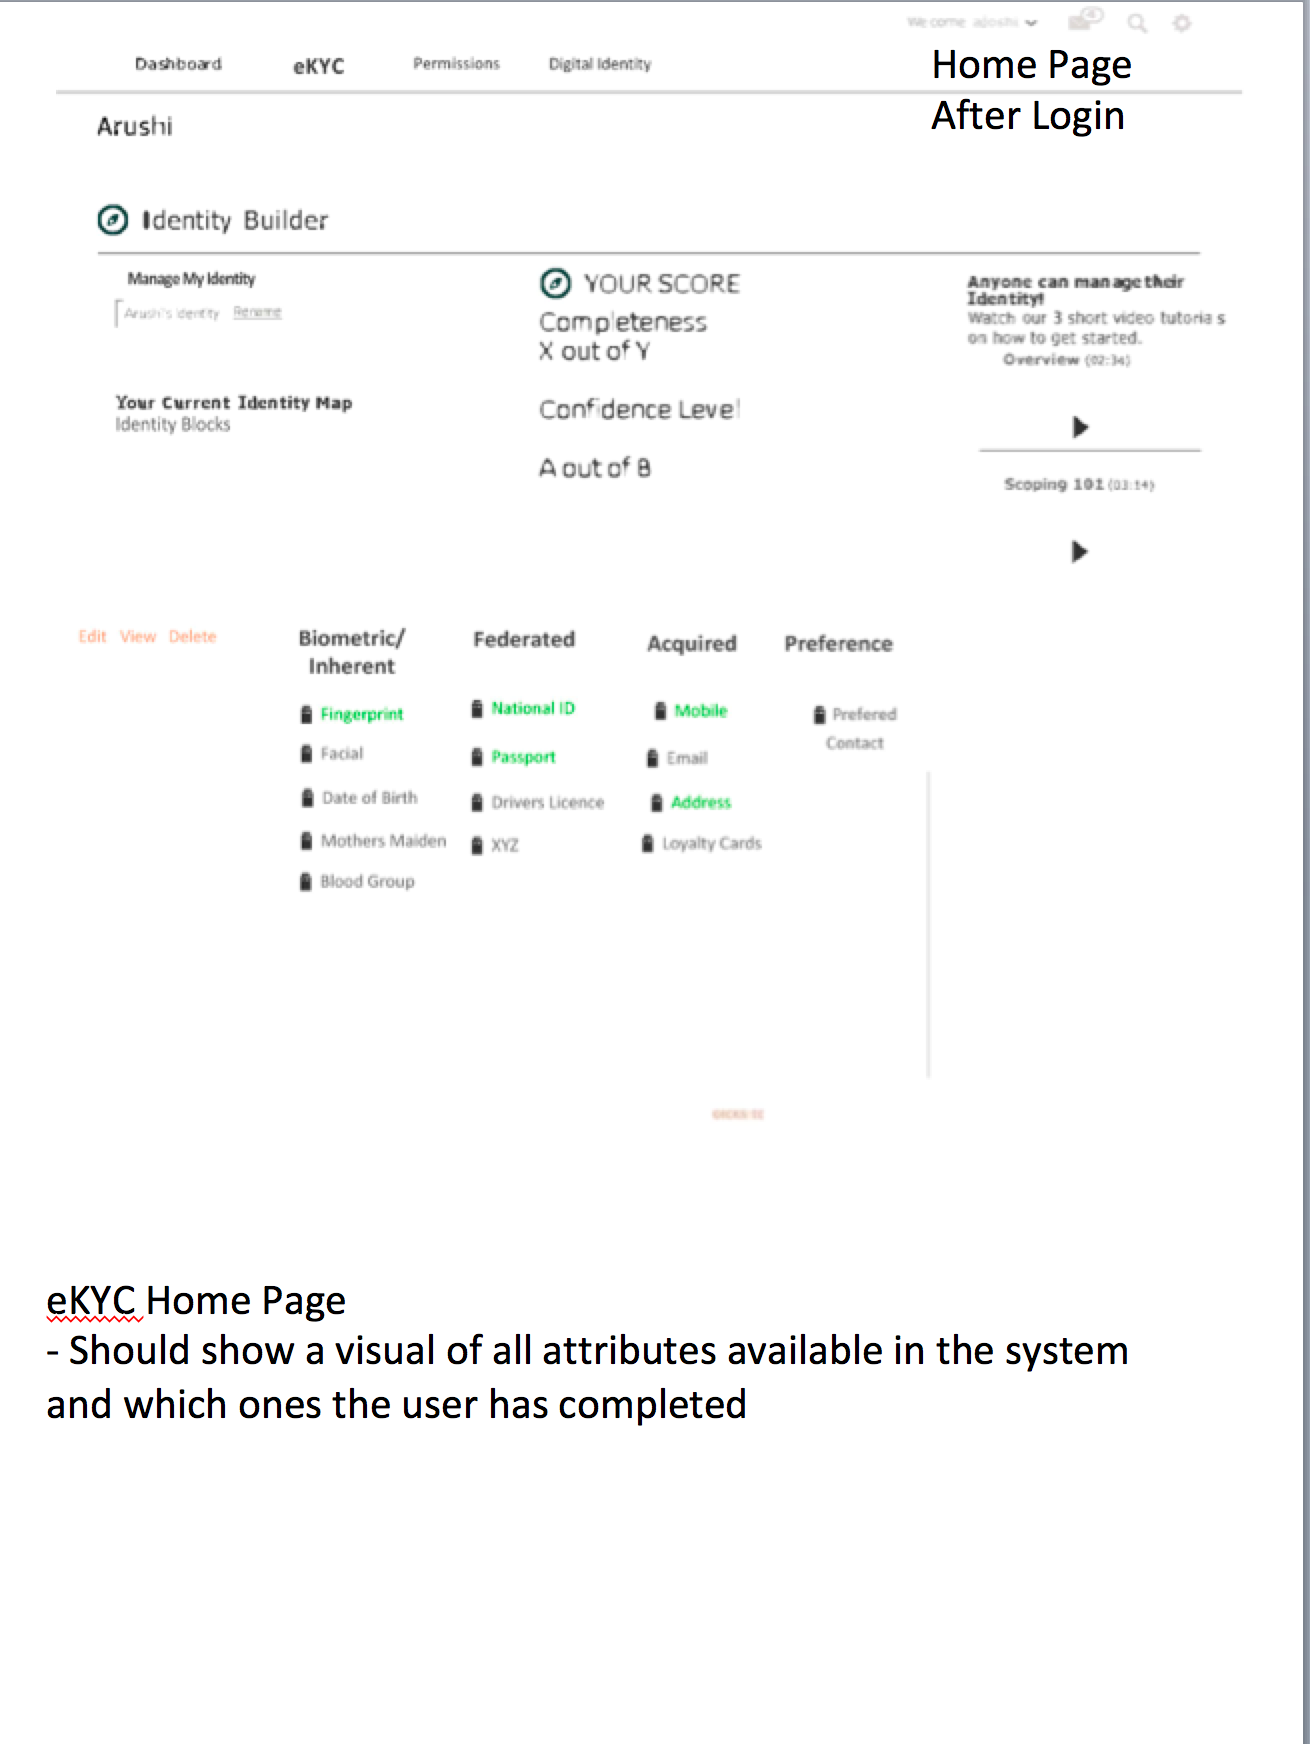 Welcome ajoshi
Dashboard eKYC Permissions Digital Identity
Home Page
After Login
Arushi
Identity Builder
Manage My Identity
Arushi's Identity Rename
Your Current Identity Map
Identity Blocks
YOUR SCORE
Completeness
X out of Y
Confidence Level
A out of B
Anyone can manage their
Identity!
Watch our 3 short video tutorials
on how to get started.
Overview (02:34)
Scoping 101 (03:14)
Edit View Delete
Biometric/
Inherent
Fingerprint
Facial
Date of Birth
Mothers Maiden
Blood Group
Federated
National ID
Passport
Drivers Licence
XYZ
Acquired
Mobile
Email
Address
Loyalty Cards
Preference
Prefered
Contact
eKYC Home Page
- Should show a visual of all attributes available in the system
and which ones the user has completed